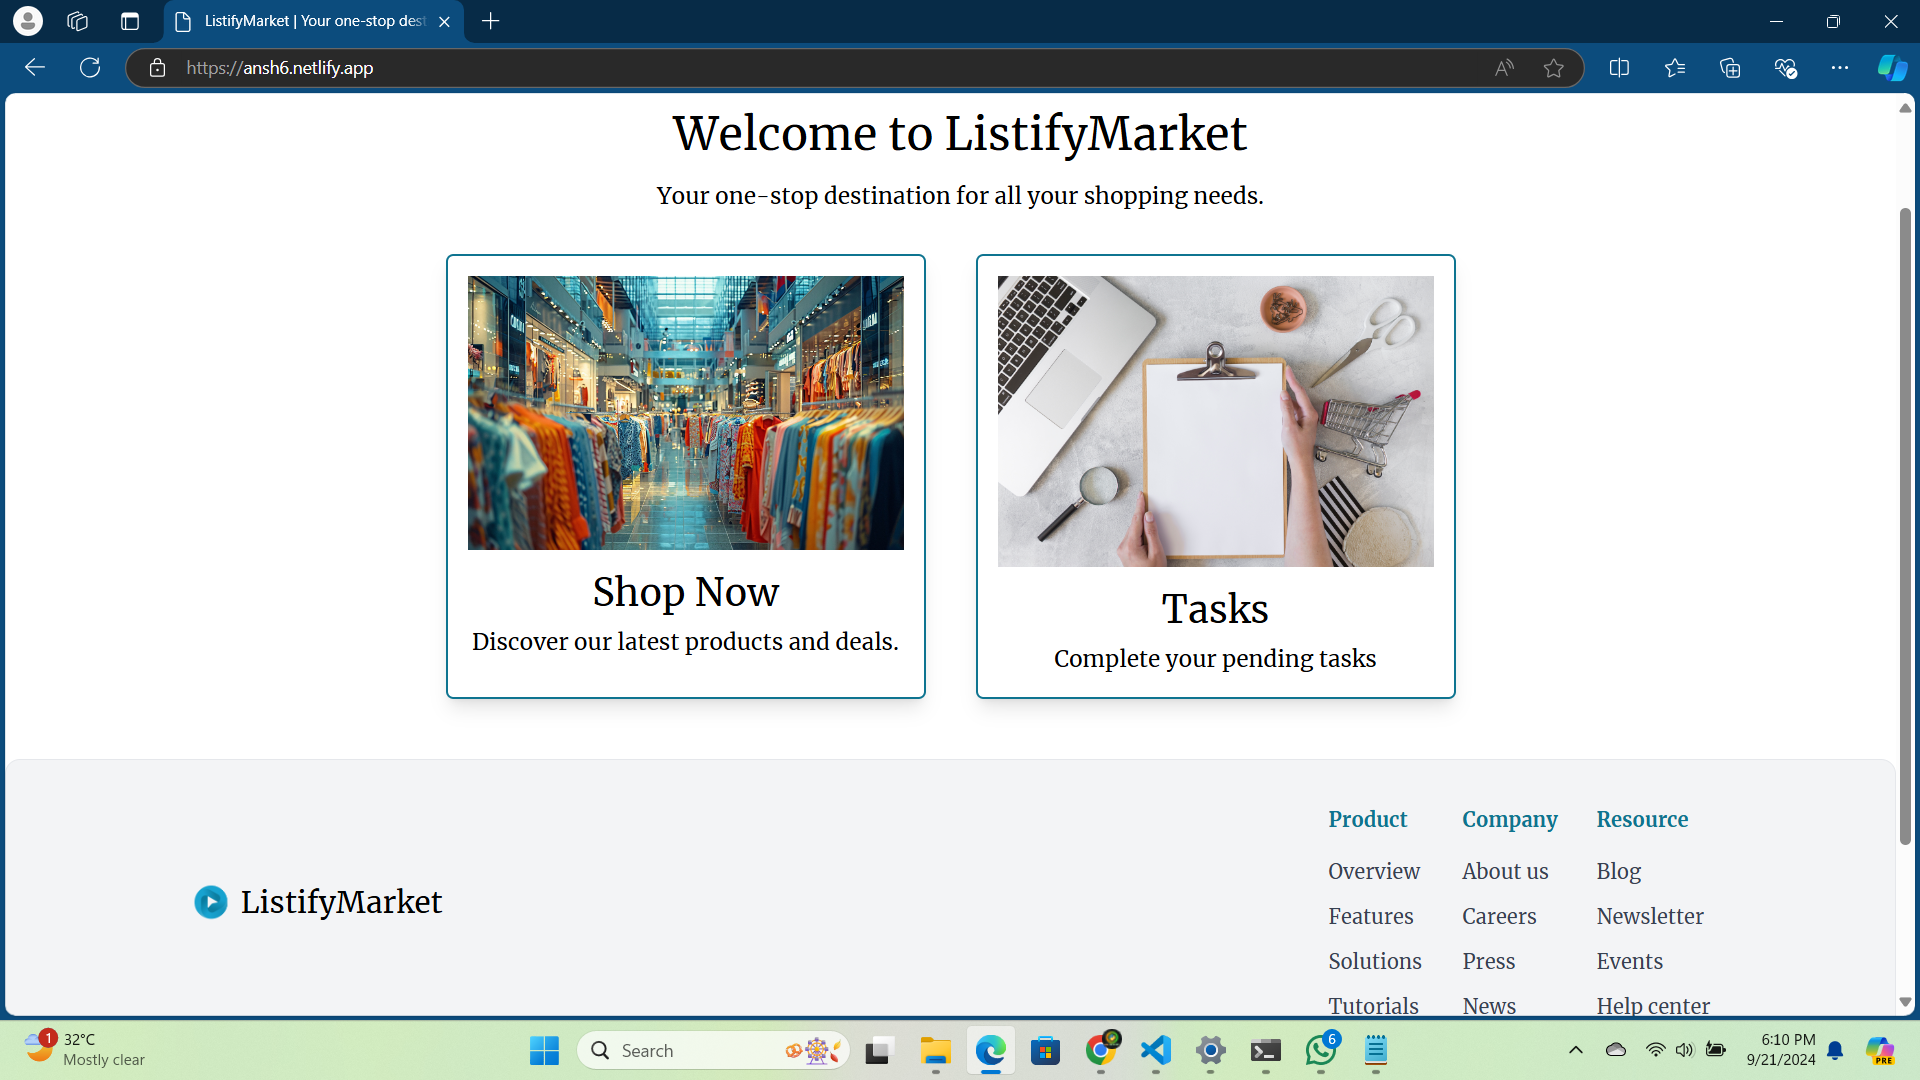 ListifyMarket | Your one-stop dest
https://ansh6.netlify.app
Welcome to ListifyMarket
Your one-stop destination for all your shopping needs.
Shop Now
Discover our latest products and deals.
Tasks
Complete your pending tasks
ListifyMarket
Product
Overview
Features
Solutions
Tutorials
Company
About us
Careers
Press
News
Resource
Blog
Newsletter
Events
Help center
1
32°C
Mostly clear
Search
6
6:10 PM
9/21/2024
PRE